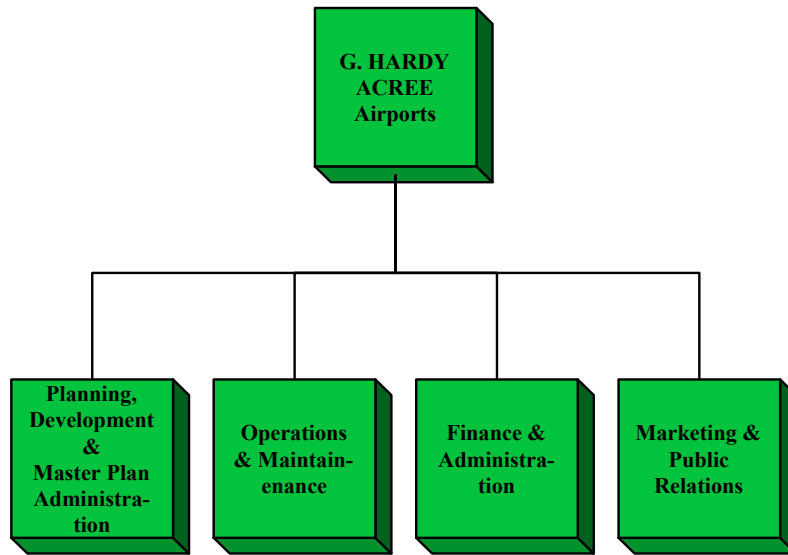 G. HARDY
ACREE
Airports
Planning,
Development
&
Master Plan
Administra-
tion
Operations
& Maintain-
enance
Finance &
Administra-
tion
Marketing &
Public
Relations